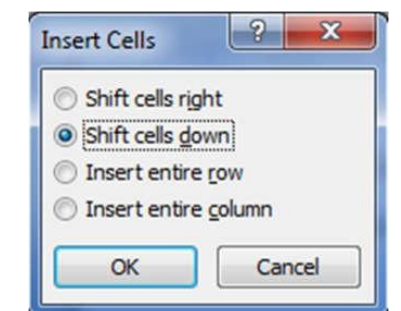 Insert Cells
Shift cells right
Shift cells down
Insert entire row
Insert entire column
OK Cancel